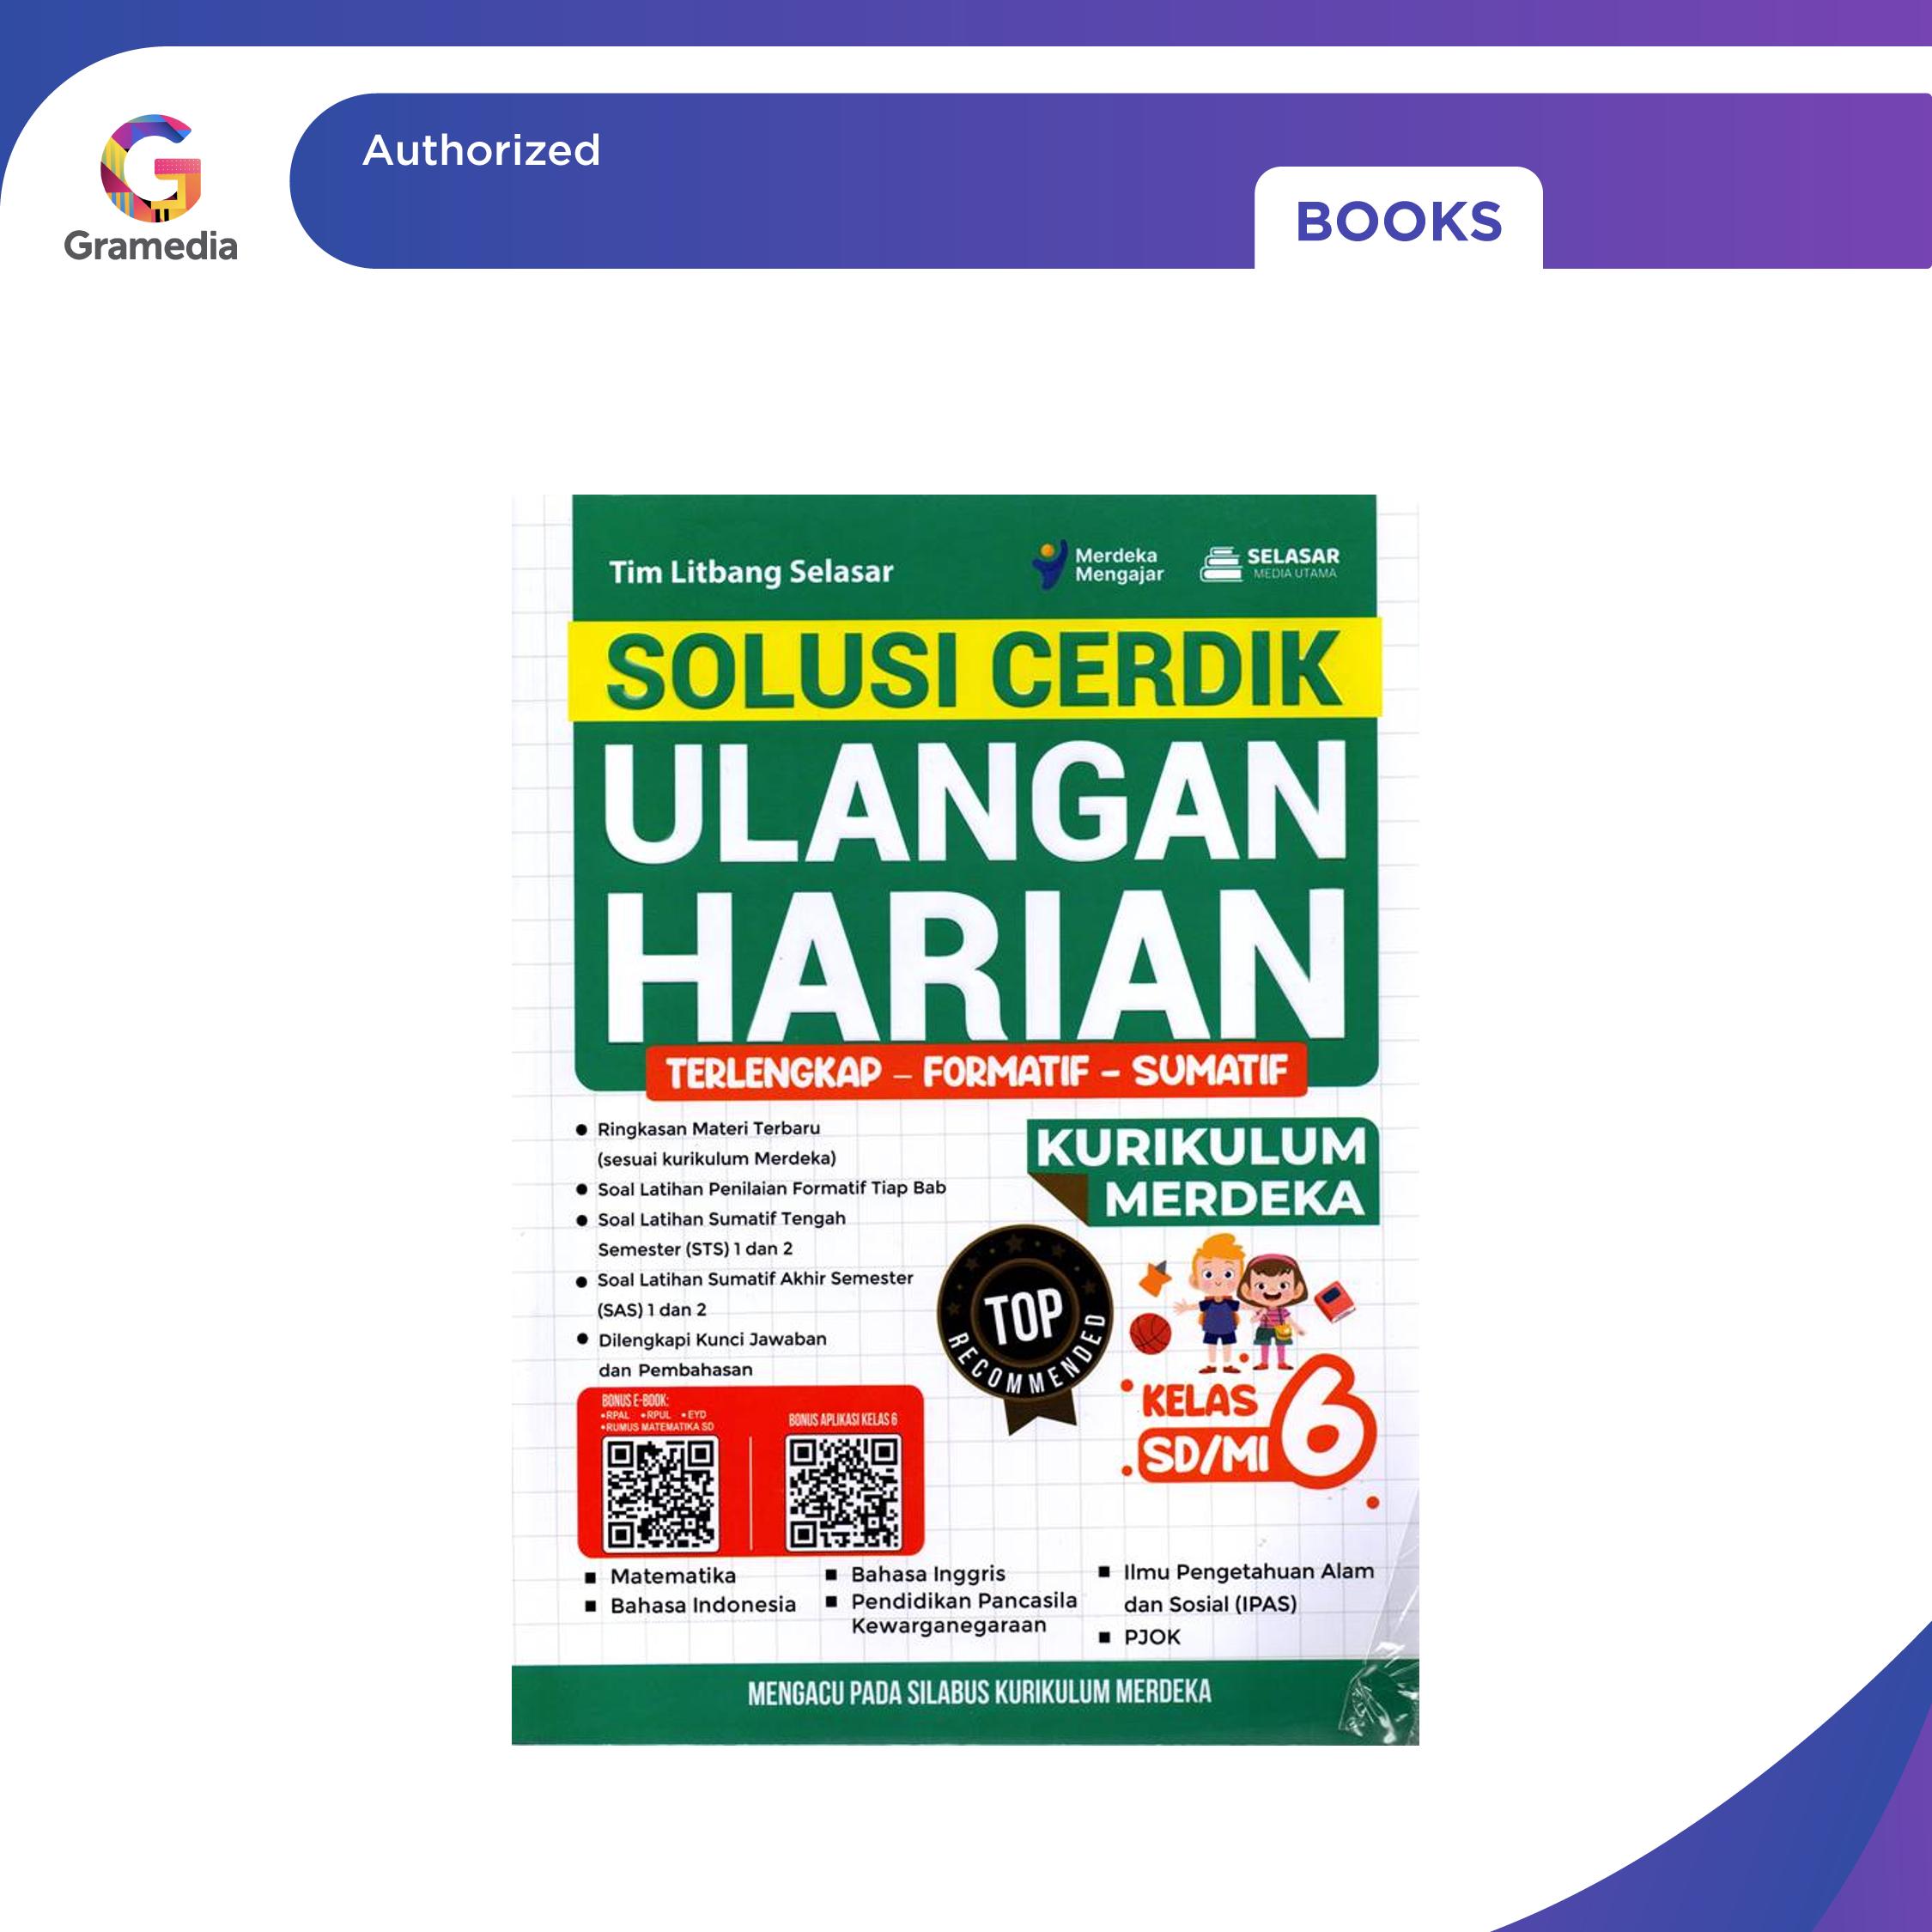 Gramedia
Authorized
BOOKS
Tim Litbang Selasar
Merdeka
Mengajar
SELASAR
MEDIA UTAMA
SOLUSI CERDIK
ULANGAN
HARIAN
TERLENGKAP – FORMATIF – SUMATIF
• Ringkasan Materi Terbaru
(sesuai kurikulum Merdeka)
• Soal Latihan Penilaian Formatif Tiap Bab
• Soal Latihan Sumatif Tengah
Semester (STS) 1 dan 2
• Soal Latihan Sumatif Akhir Semester
(SAS) 1 dan 2
• Dilengkapi Kunci Jawaban
dan Pembahasan
KURIKULUM
MERDEKA
TOP
RECOMMENDED
KELAS 6
SD/MI
BONUS E-BOOK:
•RPAL •RPUL •EYD
•RUMUS MATEMATIKA SD
BONUS APLIKASI KELAS 6
▪ Matematika
▪ Bahasa Indonesia
▪ Bahasa Inggris
▪ Pendidikan Pancasila
Kewarganegaraan
▪ Ilmu Pengetahuan Alam
dan Sosial (IPAS)
▪ PJOK
MENGACU PADA SILABUS KURIKULUM MERDEKA